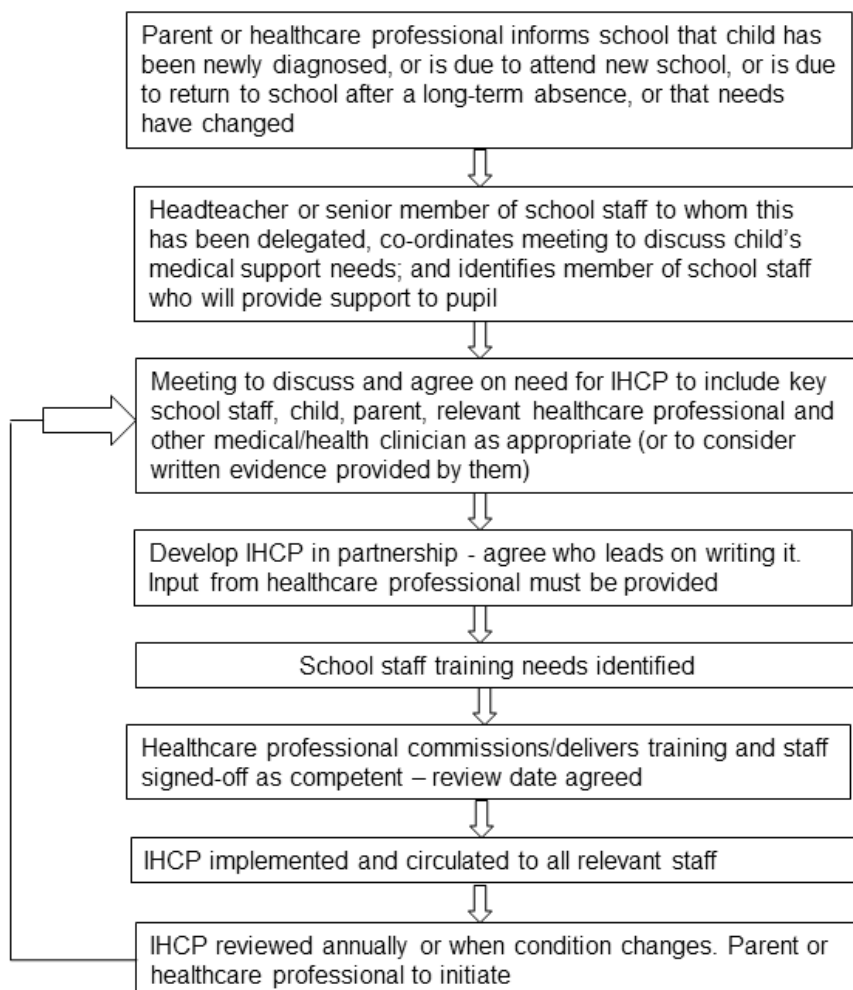 Parent or healthcare professional informs school that child has
been newly diagnosed, or is due to attend new school, or is due
to return to school after a long-term absence, or that needs
have changed
Headteacher or senior member of school staff to whom this
has been delegated, co-ordinates meeting to discuss child's
medical support needs; and identifies member of school staff
who will provide support to pupil
Meeting to discuss and agree on need for IHCP to include key
school staff, child, parent, relevant healthcare professional and
other medical/health clinician as appropriate (or to consider
written evidence provided by them)
Develop IHCP in partnership - agree who leads on writing it.
Input from healthcare professional must be provided
School staff training needs identified
Healthcare professional commissions/delivers training and staff
signed-off as competent – review date agreed
IHCP implemented and circulated to all relevant staff
IHCP reviewed annually or when condition changes. Parent or
healthcare professional to initiate